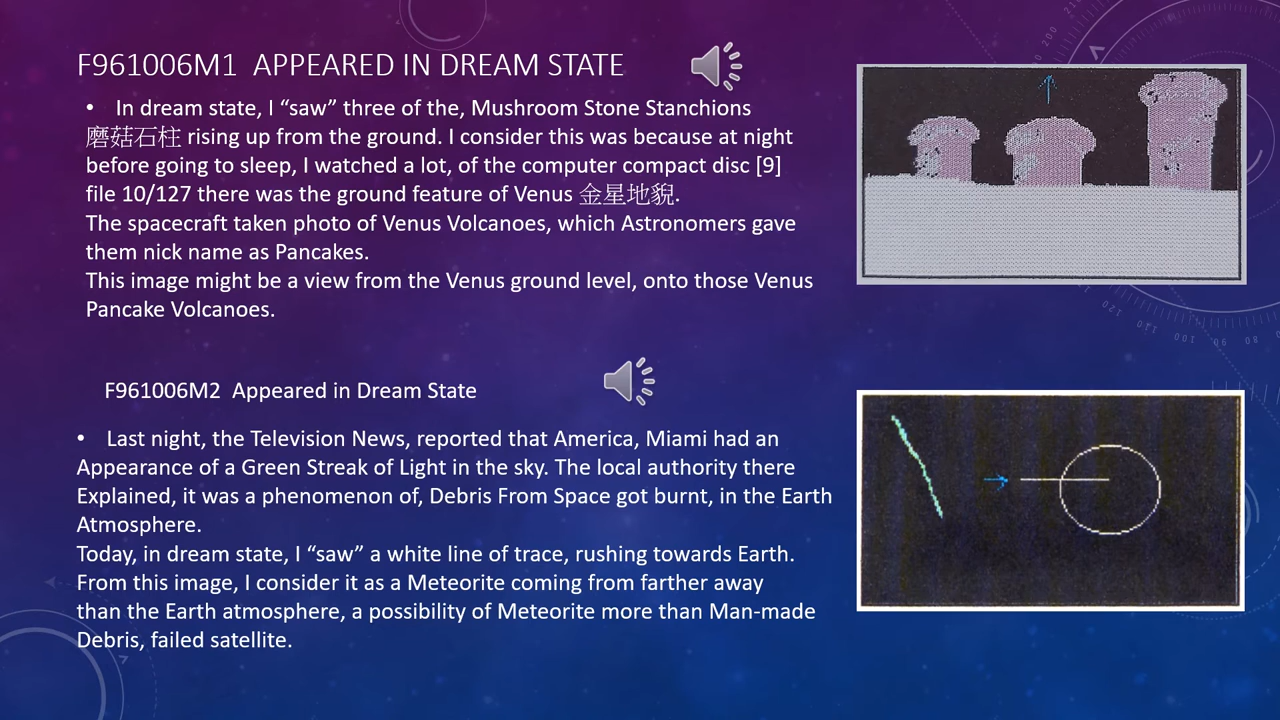 F961006M1 APPEARED IN DREAM STATE
• In dream state, I “saw” three of the, Mushroom Stone Stanchions
磨菇石柱 rising up from the ground. I consider this was because at night
before going to sleep, I watched a lot, of the computer compact disc [9]
file 10/127 there was the ground feature of Venus 金星地貌.
The spacecraft taken photo of Venus Volcanoes, which Astronomers gave
them nick name as Pancakes.
This image might be a view from the Venus ground level, onto those Venus
Pancake Volcanoes.
F961006M2 Appeared in Dream State
• Last night, the Television News, reported that America, Miami had an
Appearance of a Green Streak of Light in the sky. The local authority there
Explained, it was a phenomenon of, Debris From Space got burnt, in the Earth
Atmosphere.
Today, in dream state, I “saw” a white line of trace, rushing towards Earth.
From this image, I consider it as a Meteorite coming from farther away
than the Earth atmosphere, a possibility of Meteorite more than Man-made
Debris, failed satellite.